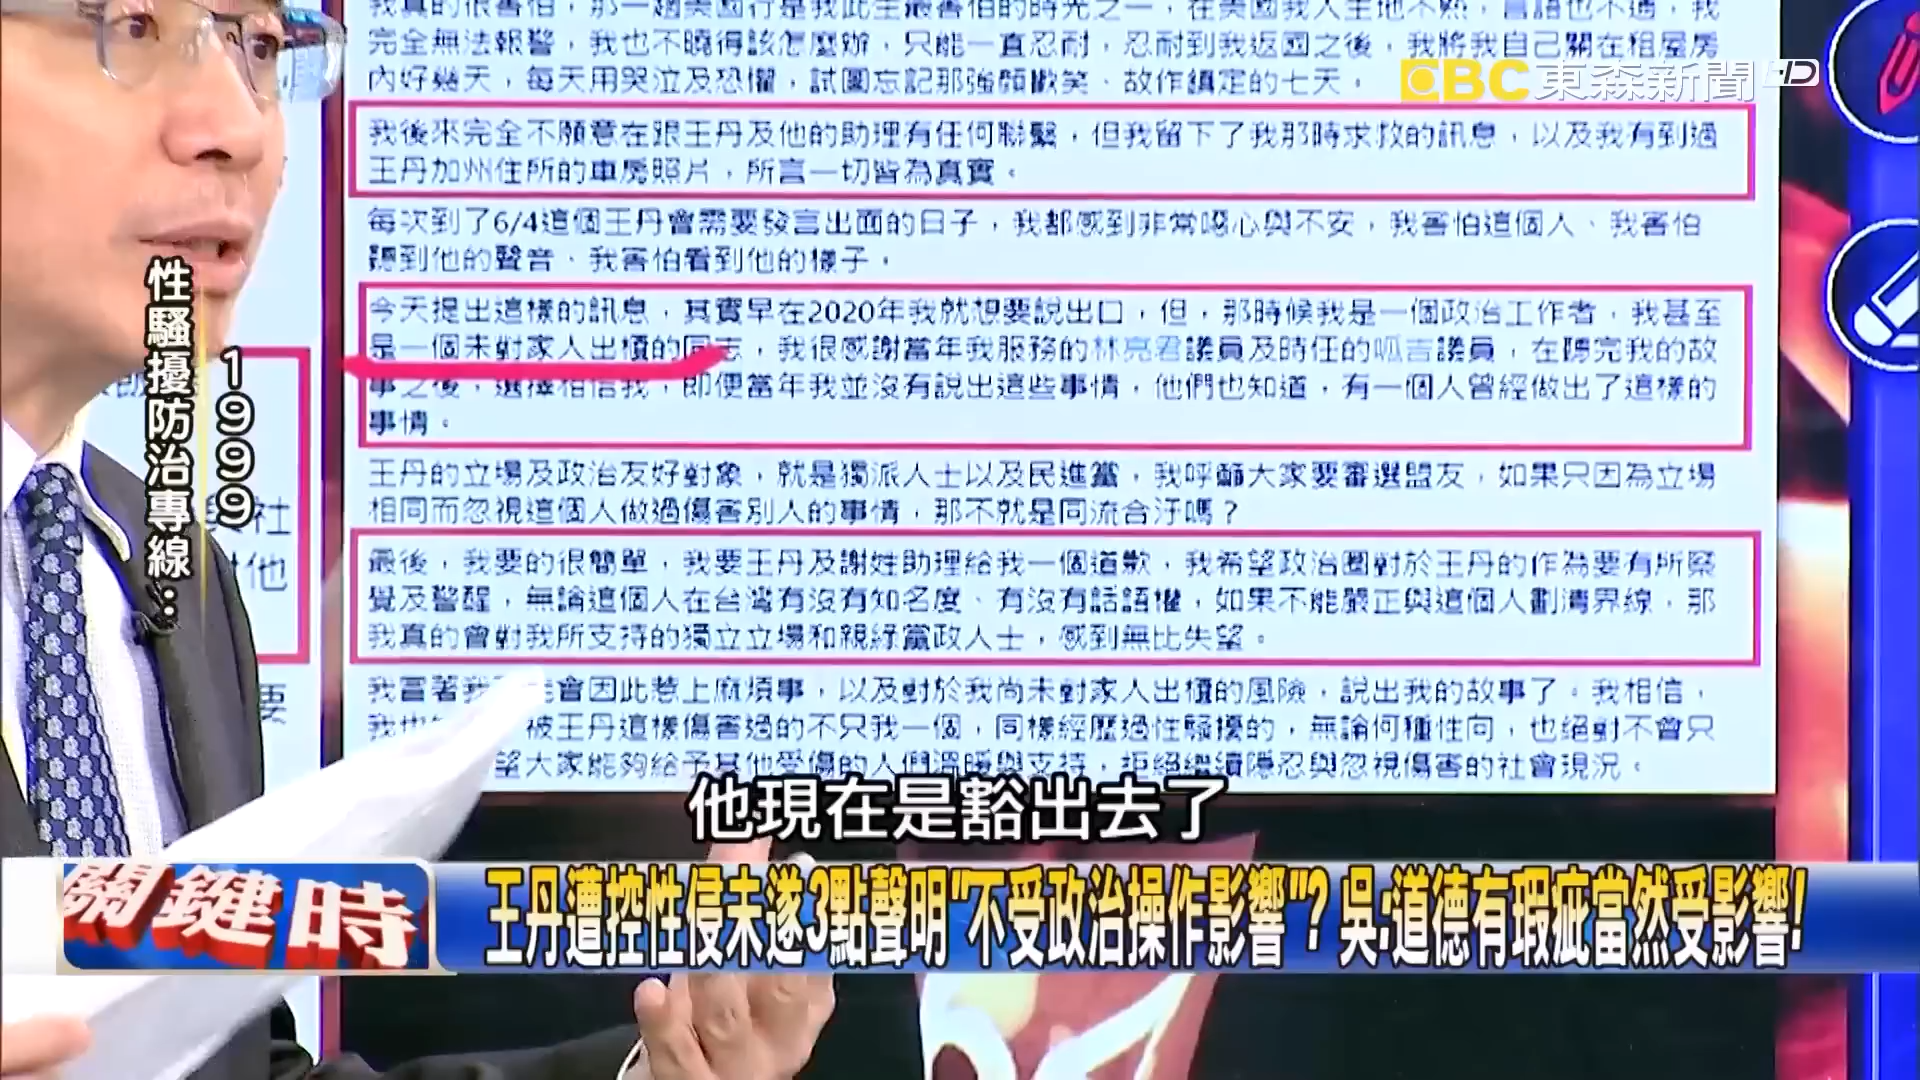 我真的很害怕，那一趟美國行是我此生最害怕的時光之一，在美國我人生地不熟，言語也不通，我
完全無法報警，我也不曉得該怎麼辦，只能一直忍耐，忍耐到我返國之後，我將我自己關在租屋房
內好幾天，每天用哭泣及恐懼，試圖忘記那強顏歡笑、故作鎮定的七天。
EBC 東森新聞 HD
我後來完全不願意在跟王丹及他的助理有任何聯繫，但我留下了我那時求救的訊息，以及我有到過
王丹加州住所的車房照片，所言一切皆為真實。
每次到了6/4這個王丹會需要發言出面的日子，我都感到非常噁心與不安，我害怕這個人、我害怕
聽到他的聲音、我害怕看到他的樣子。
今天提出這樣的訊息，其實早在2020年我就想要說出口，但，那時候我是一個政治工作者，我甚至
是一個未對家人出櫃的同志，我很感謝當年我服務的林亮君議員及時任的呱吉議員，在聽完我的故
事之後，選擇相信我，即便當年我並沒有說出這些事情，他們也知道，有一個人曾經做出了這樣的
事情。
王丹的立場及政治友好對象，就是獨派人士以及民進黨，我呼籲大家要審選盟友，如果只因為立場
相同而忽視這個人做過傷害別人的事情，那不就是同流合汙嗎？
最後，我要的很簡單，我要王丹及謝姓助理給我一個道歉，我希望政治圈對於王丹的作為要有所察
覺及警醒，無論這個人在台灣有沒有知名度、有沒有話語權，如果不能嚴正與這個人劃清界線，那
我真的會對我所支持的獨立立場和親綠黨政人士，感到無比失望。
我冒著我 會因此惹上麻煩事，以及對於我尚未對家人出櫃的風險，說出我的故事了。我相信，
我也 被王丹這樣傷害過的不只我一個，同樣經歷過性騷擾的，無論何種性向，也絕對不會只
望大家能夠給予其他受傷的人們溫暖與支持，拒絕繼續隱忍與忽視傷害的社會現況。
社
他
要
1999
性騷擾防治專線：
他現在是豁出去了
關鍵時
王丹遭控性侵未遂3點聲明"不受政治操作影響"? 吳:道德有瑕疵當然受影響!